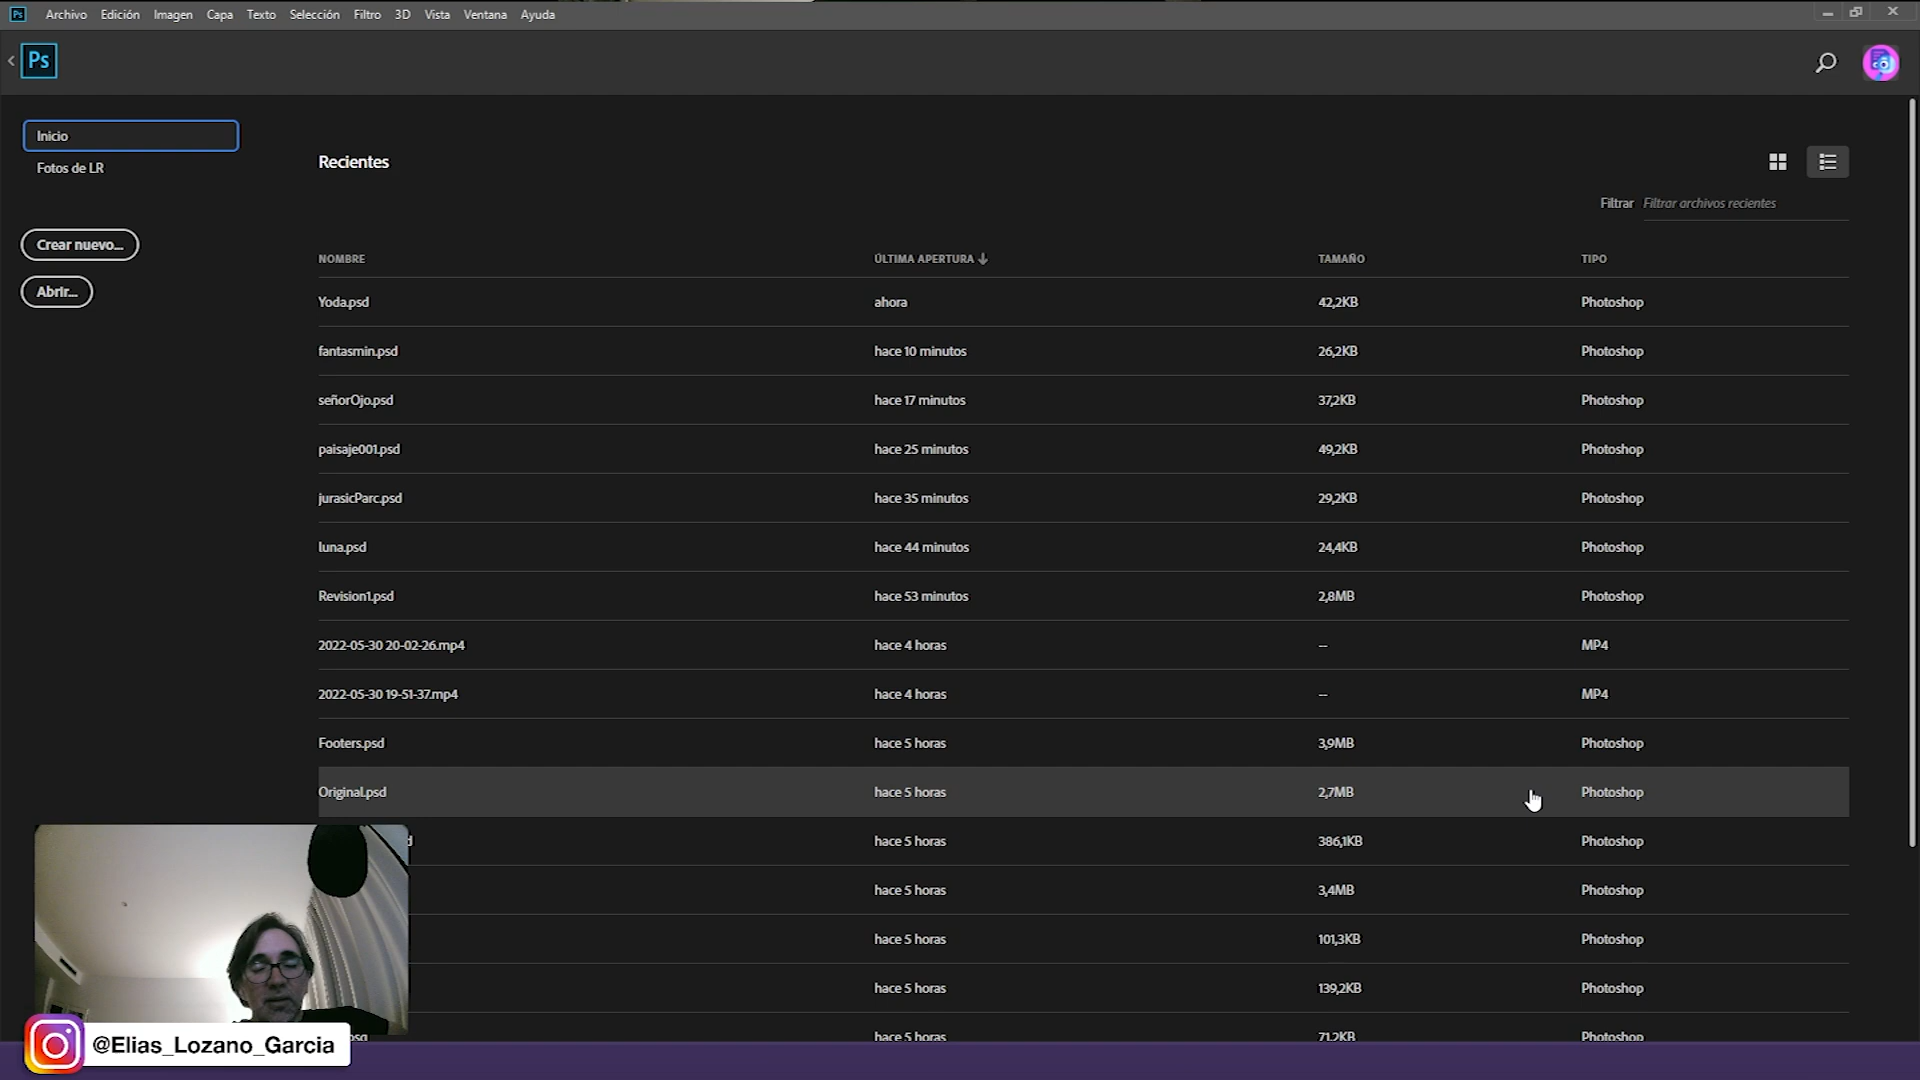 Ps Archivo Edición Imagen Capa Texto Selección Filtro 3D Vista Ventana Ayuda
Ps
Inicio
Fotos de LR
Crear nuevo...
Abrir...
Recientes
Filtrar Filtrar archivos recientes
NOMBRE ÚLTIMA APERTURA TAMAÑO TIPO
Yoda.psd ahora 42,2KB Photoshop
fantasmin.psd hace 10 minutos 26,2KB Photoshop
señorOjo.psd hace 17 minutos 37,2KB Photoshop
paisaje001.psd hace 25 minutos 49,2KB Photoshop
jurasicParc.psd hace 35 minutos 29,2KB Photoshop
luna.psd hace 44 minutos 24,4KB Photoshop
Revision1.psd hace 53 minutos 2,8MB Photoshop
2022-05-30 20-02-26.mp4 hace 4 horas -- MP4
2022-05-30 19-51-37.mp4 hace 4 horas -- MP4
Footers.psd hace 5 horas 3,9MB Photoshop
Original.psd hace 5 horas 2,7MB Photoshop
hace 5 horas 386,1KB Photoshop
hace 5 horas 3,4MB Photoshop
hace 5 horas 101,3KB Photoshop
hace 5 horas 139,2KB Photoshop
hace 5 horas 71,2KB Photoshop
@Elias_Lozano_Garcia